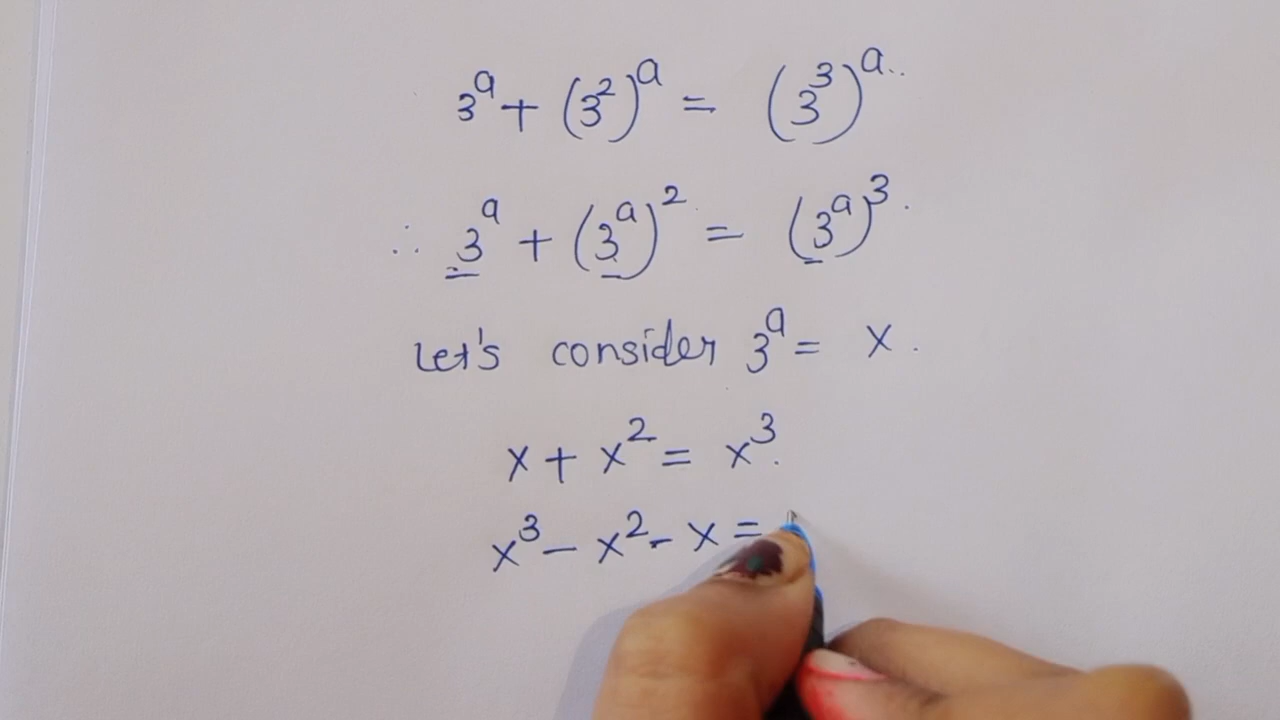 3^a + (3^2)^a = (3^3)^a
∴ 3^a + (3^a)^2 = (3^a)^3
Let's consider 3^a = x.
x + x^2 = x^3.
x^3 - x^2 - x =